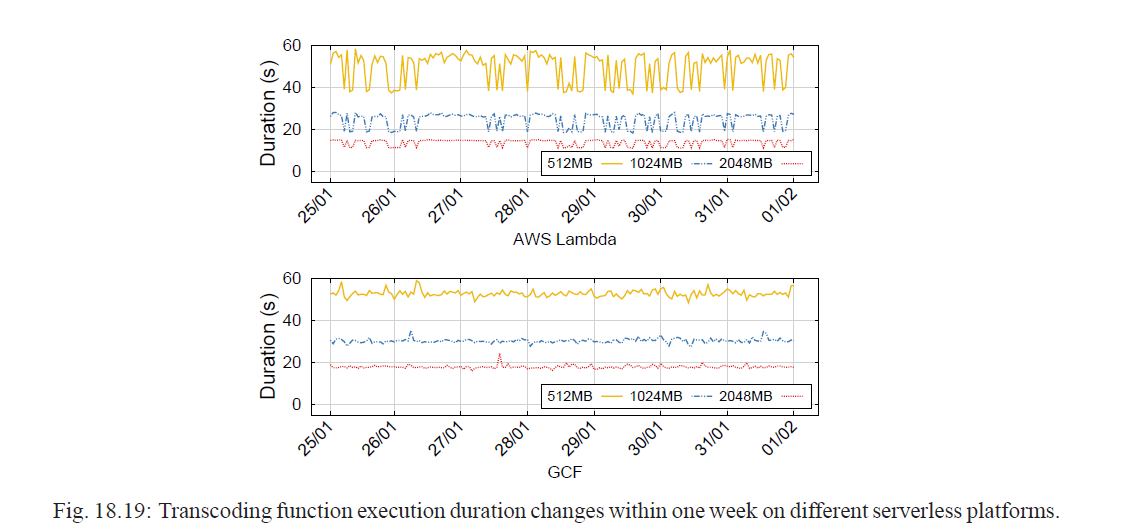 60
40
20
0
Duration (s)
512MB 1024MB 2048MB
25/01 26/01 27/01 28/01 29/01 30/01 31/01 01/02
AWS Lambda
60
40
20
0
Duration (s)
512MB 1024MB 2048MB
25/01 26/01 27/01 28/01 29/01 30/01 31/01 01/02
GCF
Fig. 18.19: Transcoding function execution duration changes within one week on different serverless platforms.